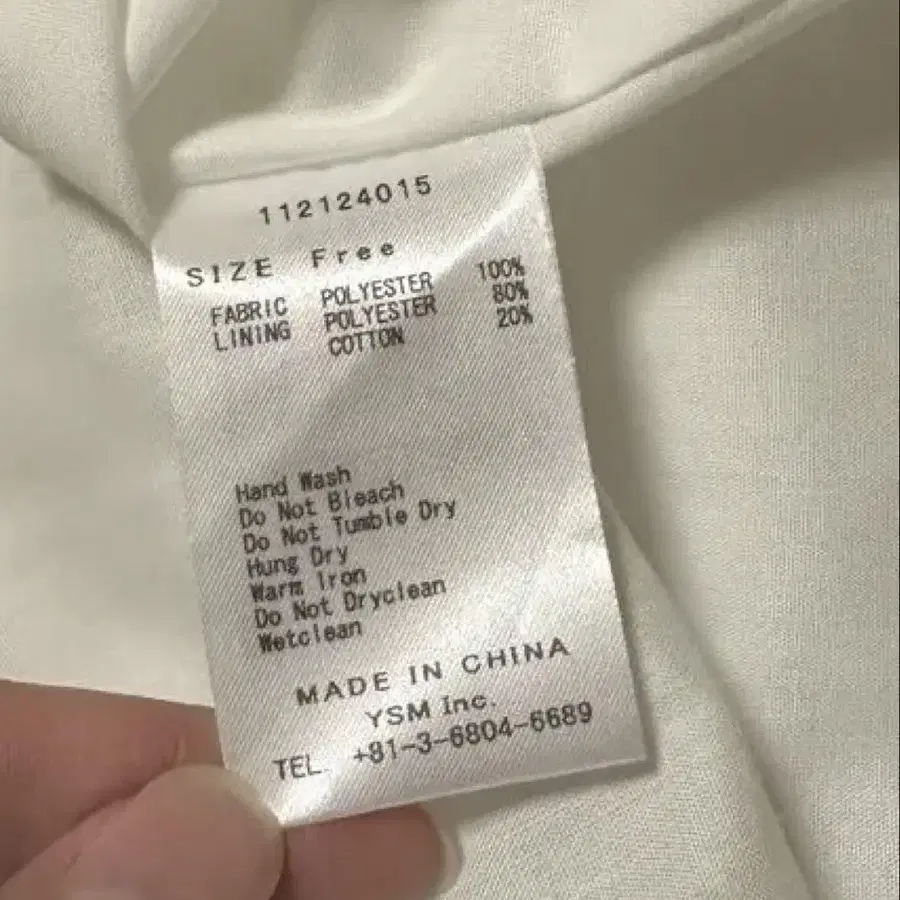 112124015
SIZE Free
FABRIC POLYESTER 100%
LINING POLYESTER 80%
COTTON 20%
Hand Wash
Do Not Bleach
Do Not Tumble Dry
Hung Dry
Warm Iron
Do Not Dryclean
Wetclean
MADE IN CHINA
YSM Inc.
TEL. +81-3-6804-6689